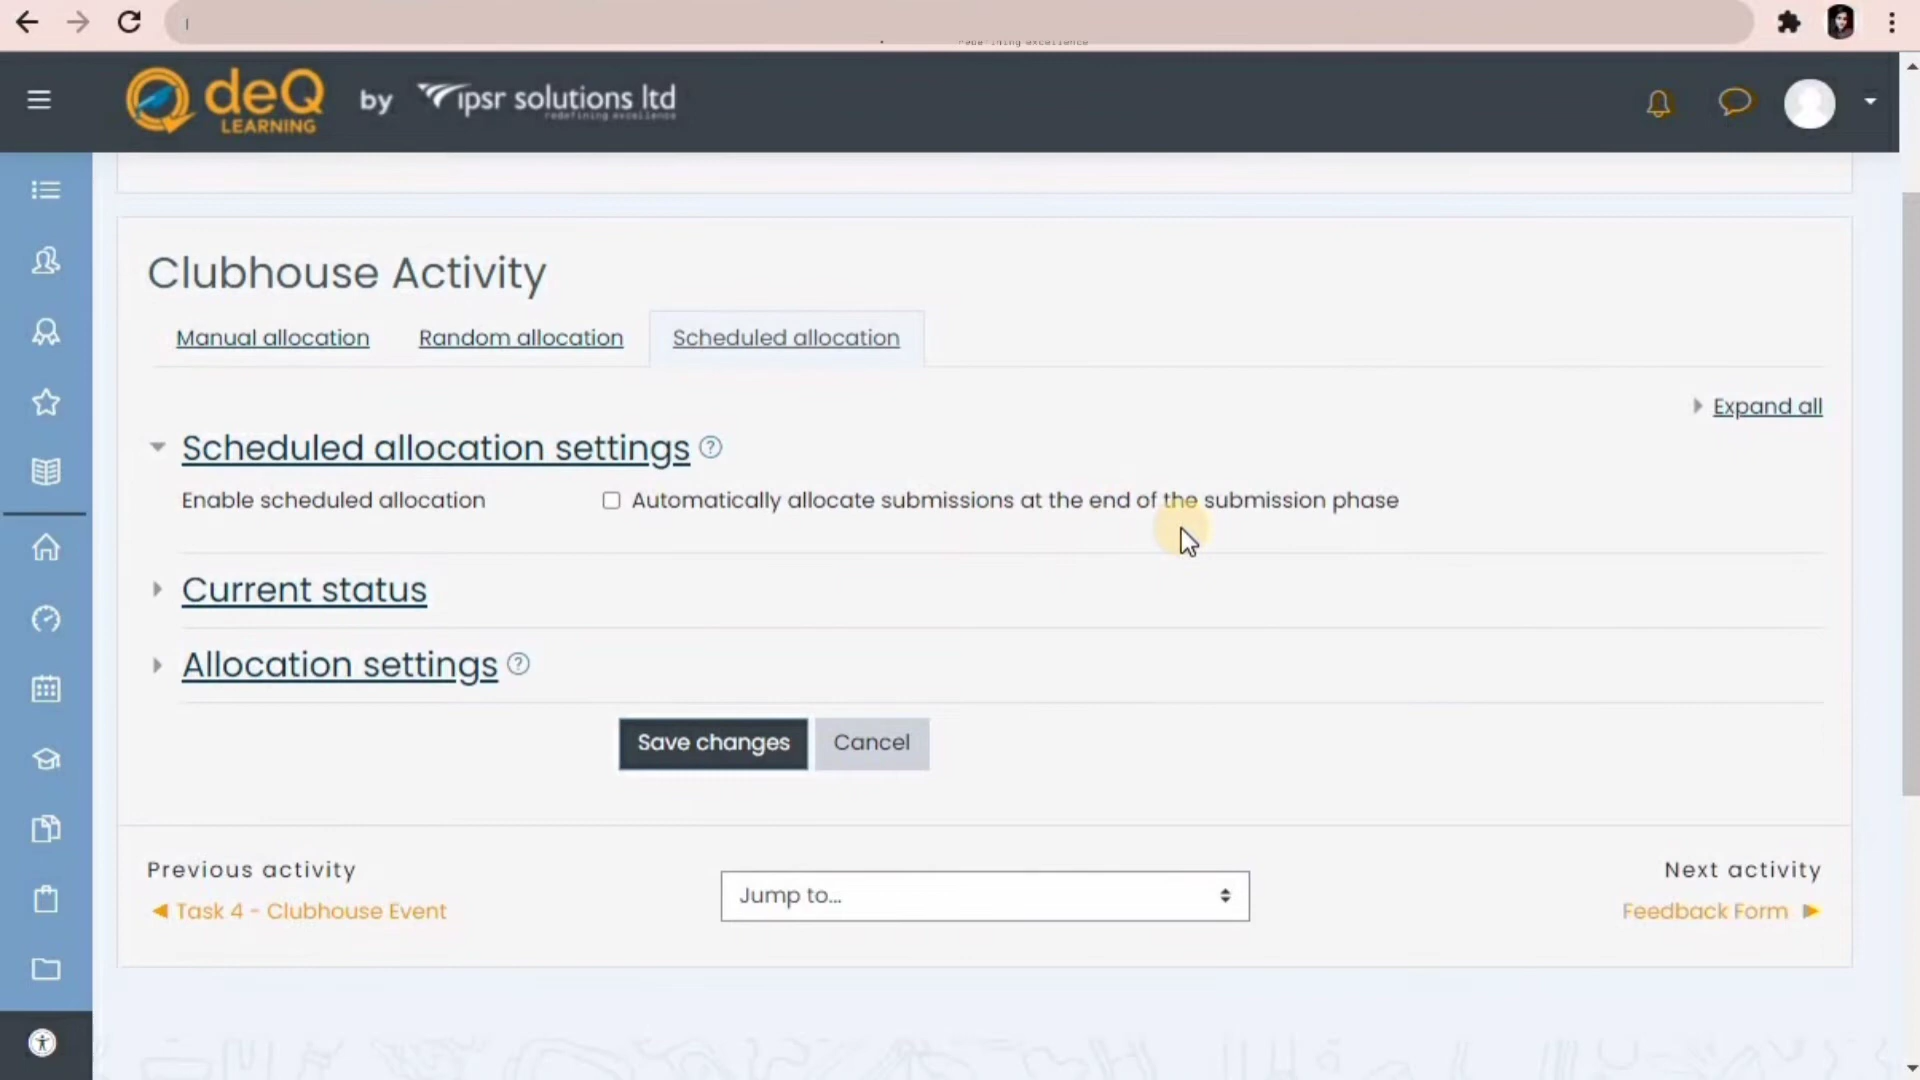 redefining excellence
deQ
LEARNING
by
ipsr solutions ltd
redefining excellence
Clubhouse Activity
Manual allocation
Random allocation
Scheduled allocation
Expand all
Scheduled allocation settings ?
Enable scheduled allocation
Automatically allocate submissions at the end of the submission phase
Current status
Allocation settings ?
Save changes
Cancel
Previous activity
◄ Task 4 - Clubhouse Event
Jump to...
Next activity
Feedback Form ►